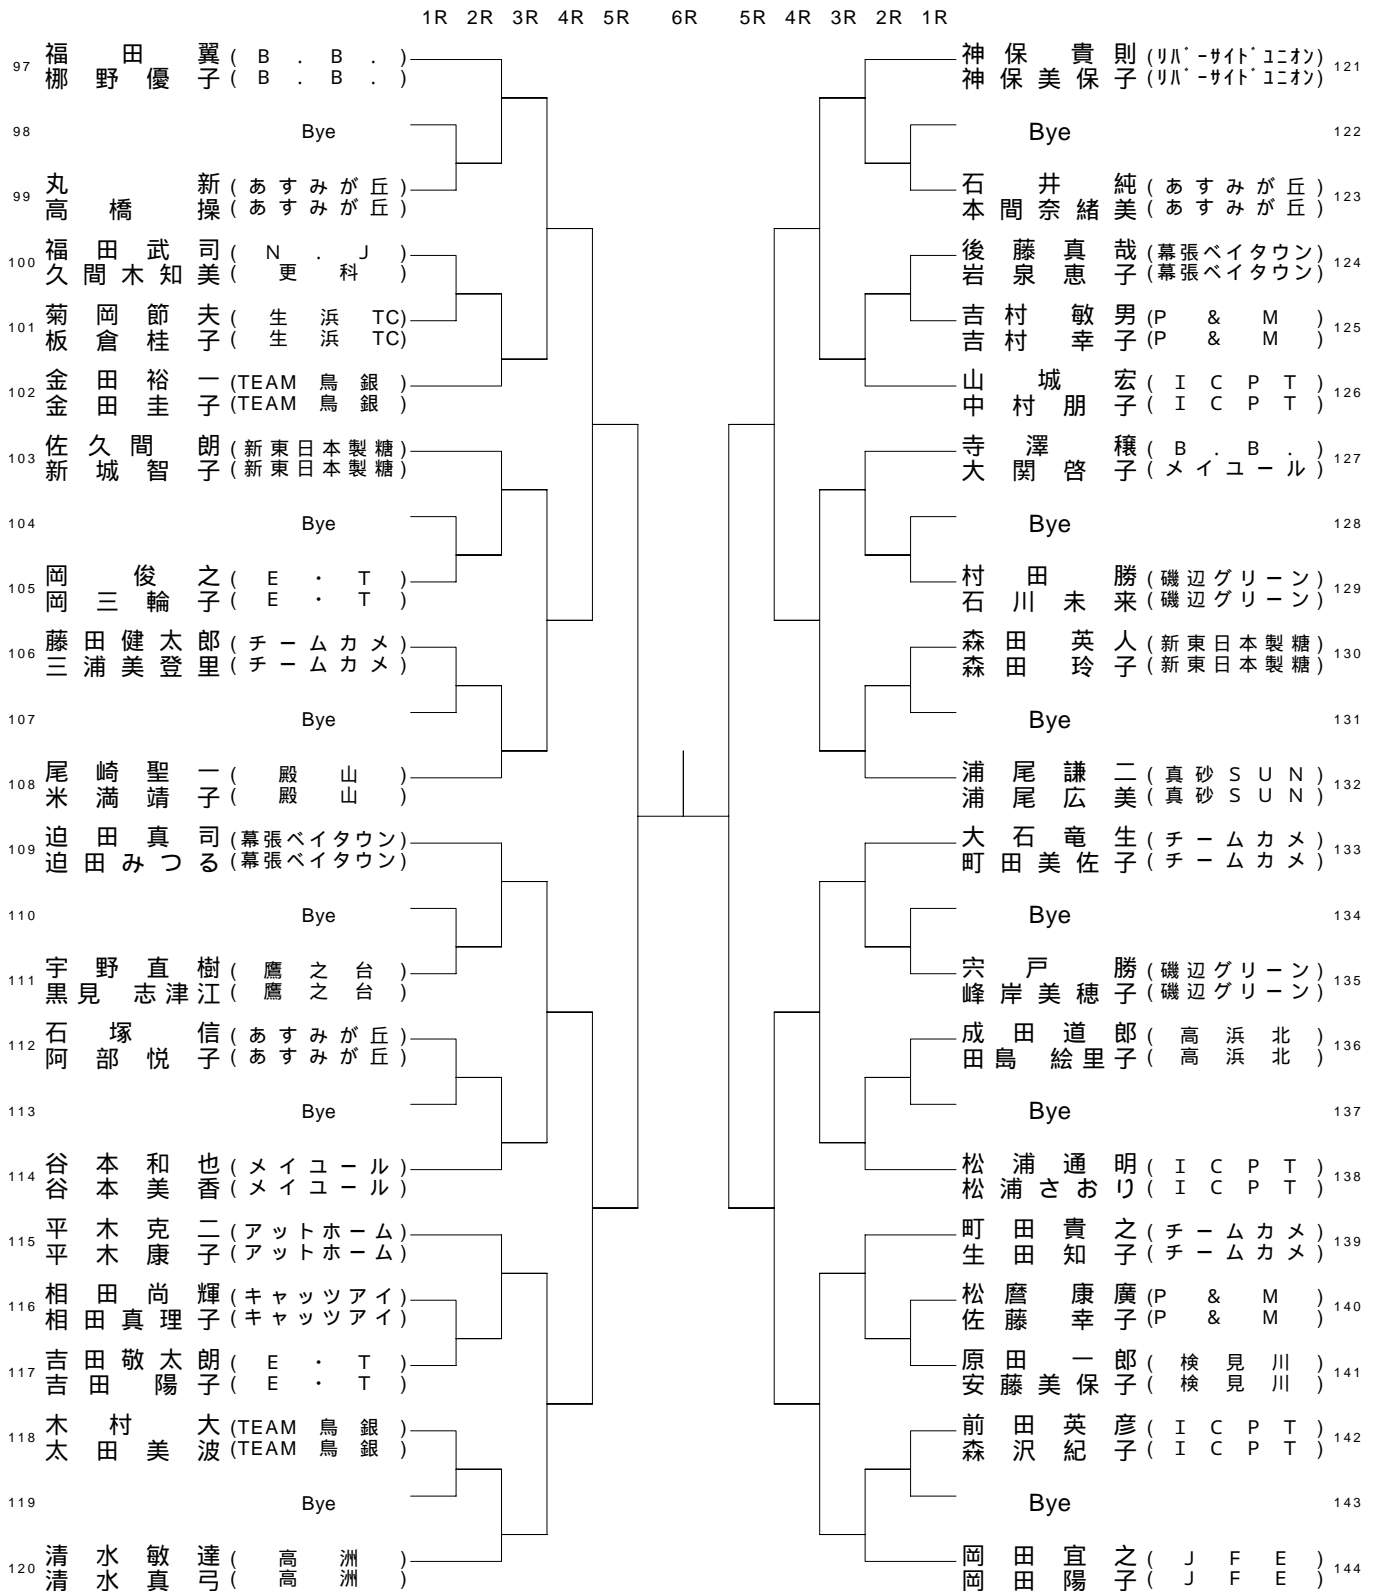 1R 2R 3R 4R 5R 6R 5R 4R 3R 2R 1R
97 福田翼 (B.B.)
梛野優子 (B.B.)
98 Bye
99 丸新 (あすみが丘)
高橋操 (あすみが丘)
100 福田武司 (N.J)
久間木知美 (更科)
101 菊岡節夫 (生浜TC)
板倉桂子 (生浜TC)
102 金田裕一 (TEAM鳥銀)
金田圭子 (TEAM鳥銀)
103 佐久間朗 (新東日本製糖)
新城智子 (新東日本製糖)
104 Bye
105 岡俊之 (E・T)
岡三輪子 (E・T)
106 藤田健太郎 (チームカメ)
三浦美登里 (チームカメ)
107 Bye
108 尾崎聖一 (殿山)
米満靖子 (殿山)
109 迫田真司 (幕張ベイタウン)
迫田みつる (幕張ベイタウン)
110 Bye
111 宇野直樹 (鷹之台)
黒見志津江 (鷹之台)
112 石塚信 (あすみが丘)
阿部悦子 (あすみが丘)
113 Bye
114 谷本和也 (メイユール)
谷本美香 (メイユール)
115 平木克二 (アットホーム)
平木康子 (アットホーム)
116 相田尚輝 (キャッツアイ)
相田真理子 (キャッツアイ)
117 吉田敬太朗 (E・T)
吉田陽子 (E・T)
118 木村大 (TEAM鳥銀)
太田美波 (TEAM鳥銀)
119 Bye
120 清水敏達 (高洲)
清水真弓 (高洲)
神保貴則 (リバーサイドユニオン) 121
神保美保子 (リバーサイドユニオン)
Bye 122
石井純 (あすみが丘) 123
本間奈緒美 (あすみが丘)
後藤真哉 (幕張ベイタウン) 124
岩泉恵子 (幕張ベイタウン)
吉村敏男 (P&M) 125
吉村幸子 (P&M)
山城宏 (ICPT) 126
中村朋子 (ICPT)
寺澤穣 (B.B.) 127
大関啓子 (メイユール)
Bye 128
村田勝 (磯辺グリーン) 129
石川未来 (磯辺グリーン)
森田英人 (新東日本製糖) 130
森田玲子 (新東日本製糖)
Bye 131
浦尾謙二 (真砂SUN) 132
浦尾広美 (真砂SUN)
大石竜生 (チームカメ) 133
町田美佐子 (チームカメ)
Bye 134
宍戸勝 (磯辺グリーン) 135
峰岸美穂子 (磯辺グリーン)
成田道郎 (高浜北) 136
田島絵里子 (高浜北)
Bye 137
松浦通明 (ICPT) 138
松浦さおり (ICPT)
町田貴之 (チームカメ) 139
生田知子 (チームカメ)
松麿康廣 (P&M) 140
佐藤幸子 (P&M)
原田一郎 (検見川) 141
安藤美保子 (検見川)
前田英彦 (ICPT) 142
森沢紀子 (ICPT)
Bye 143
岡田宜之 (JFE) 144
岡田陽子 (JFE)